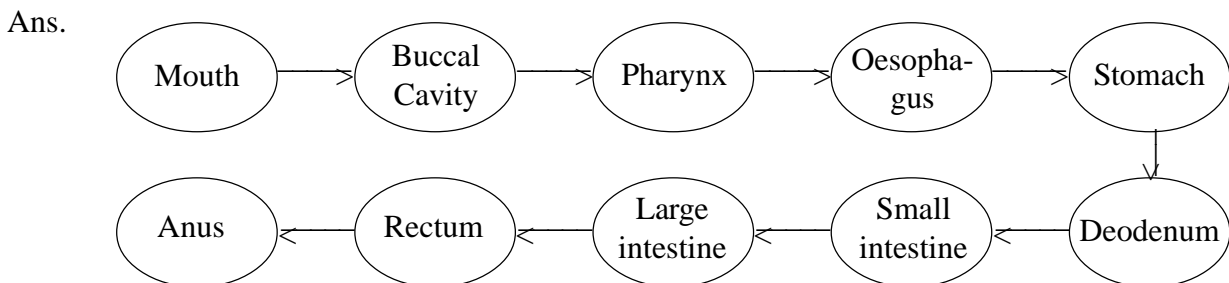 Ans.
Mouth
Buccal
Cavity
Pharynx
Oesopha-
gus
Stomach
Deodenum
Small
intestine
Large
intestine
Rectum
Anus